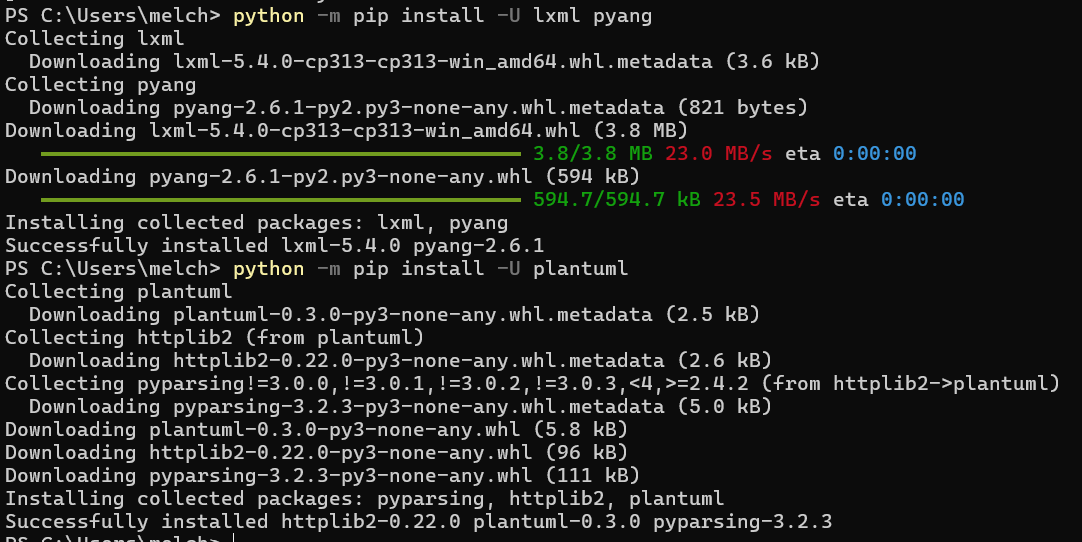 PS C:\Users\melch> python -m pip install -U lxml pyang
Collecting lxml
  Downloading lxml-5.4.0-cp313-cp313-win_amd64.whl.metadata (3.6 kB)
Collecting pyang
  Downloading pyang-2.6.1-py2.py3-none-any.whl.metadata (821 bytes)
Downloading lxml-5.4.0-cp313-cp313-win_amd64.whl (3.8 MB)
3.8/3.8 MB 23.0 MB/s eta 0:00:00
Downloading pyang-2.6.1-py2.py3-none-any.whl (594 kB)
594.7/594.7 kB 23.5 MB/s eta 0:00:00
Installing collected packages: lxml, pyang
Successfully installed lxml-5.4.0 pyang-2.6.1
PS C:\Users\melch> python -m pip install -U plantuml
Collecting plantuml
  Downloading plantuml-0.3.0-py3-none-any.whl.metadata (2.5 kB)
Collecting httplib2 (from plantuml)
  Downloading httplib2-0.22.0-py3-none-any.whl.metadata (2.6 kB)
Collecting pyparsing!=3.0.0,!=3.0.1,!=3.0.2,!=3.0.3,<4,>=2.4.2 (from httplib2->plantuml)
  Downloading pyparsing-3.2.3-py3-none-any.whl.metadata (5.0 kB)
Downloading plantuml-0.3.0-py3-none-any.whl (5.8 kB)
Downloading httplib2-0.22.0-py3-none-any.whl (96 kB)
Downloading pyparsing-3.2.3-py3-none-any.whl (111 kB)
Installing collected packages: pyparsing, httplib2, plantuml
Successfully installed httplib2-0.22.0 plantuml-0.3.0 pyparsing-3.2.3
PS C:\Users\melch>